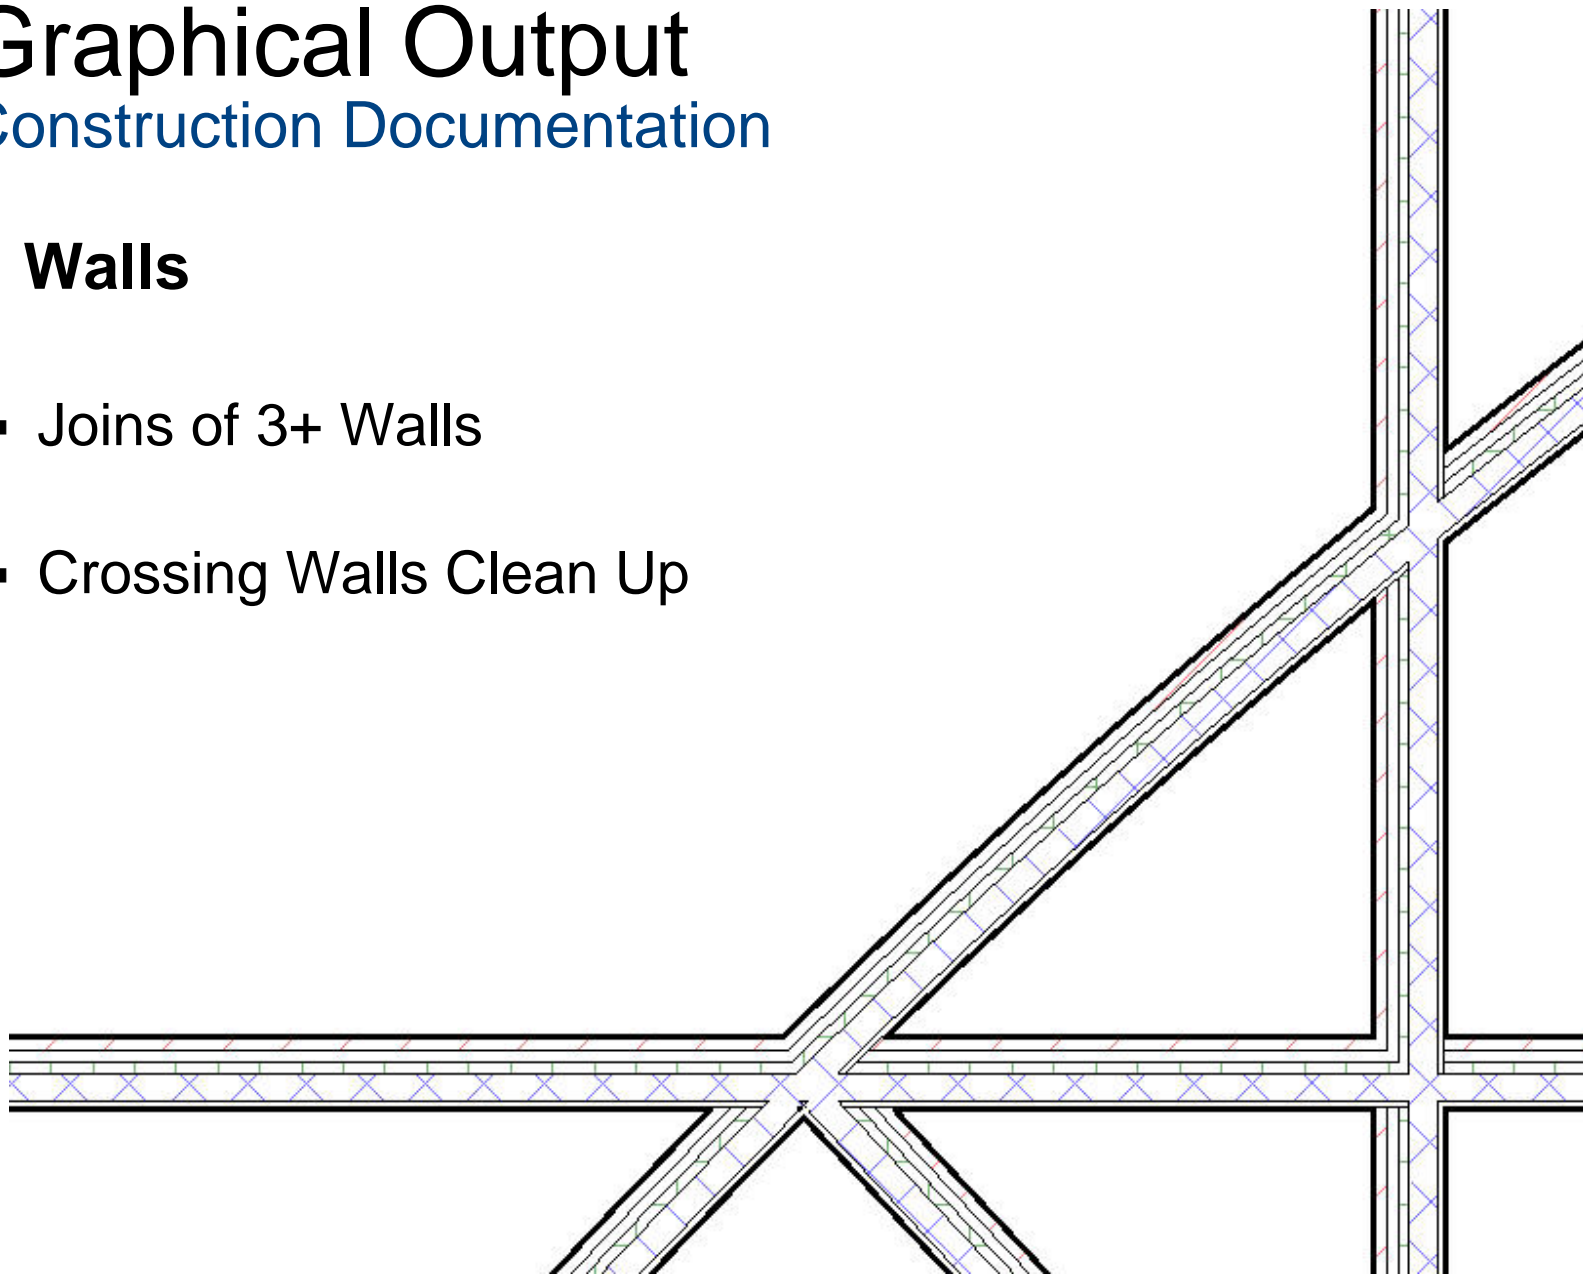 Graphical Output
Construction Documentation
Walls
▪ Joins of 3+ Walls
▪ Crossing Walls Clean Up